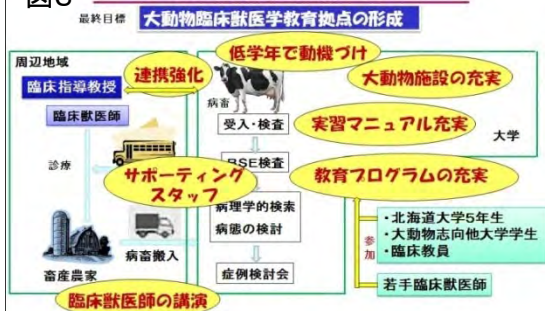 図3
最終目標 大動物臨床獣医学教育拠点の形成
周辺地域
臨床指導教授
臨床獣医師
連携強化
低学年で動機づけ
大動物施設の充実
病畜
受入・検査
実習マニュアル充実
大学
診療
BSE検査
サポーティング
スタッフ
教育プログラムの充実
病理学的検索
病態の検討
病畜搬入
畜産農家
症例検討会
臨床獣医師の講演
参加
・北海道大学5年生
・大動物志向他大学学生
・臨床教員
若手臨床獣医師